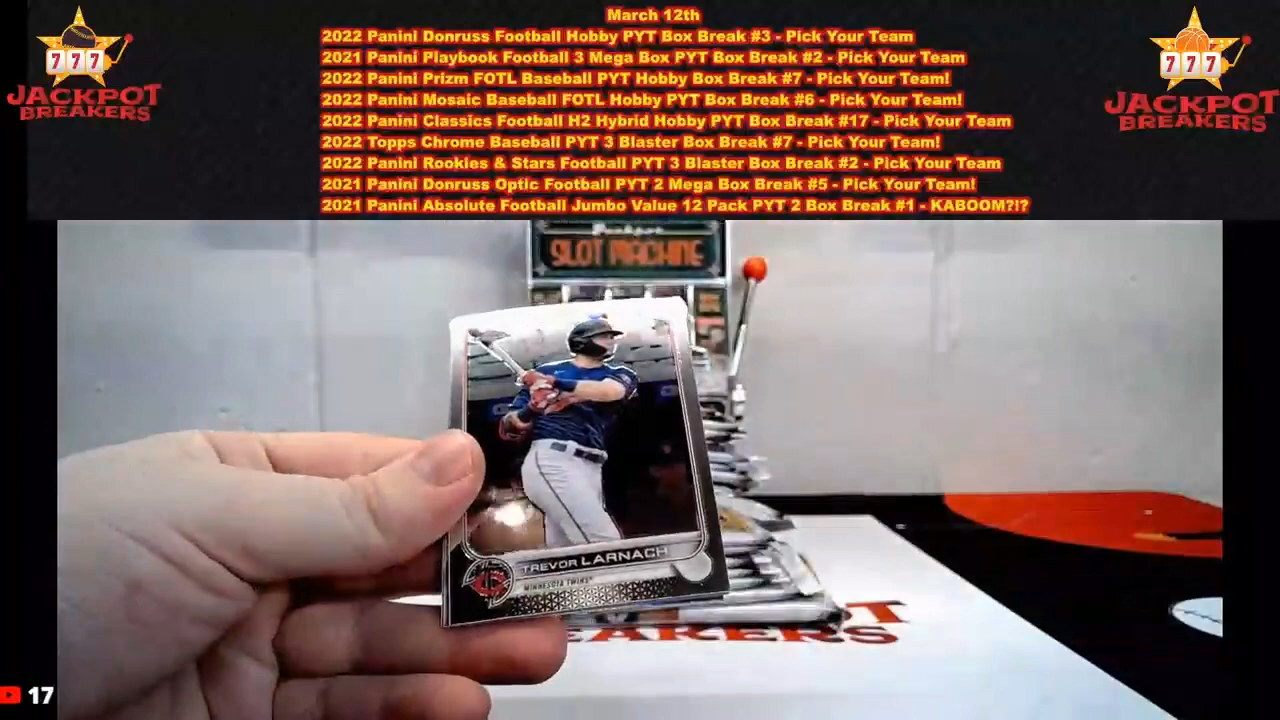 March 12th
2022 Panini Donruss Football Hobby PYT Box Break #3 - Pick Your Team
2021 Panini Playbook Football 3 Mega Box PYT Box Break #2 - Pick Your Team
2022 Panini Prizm FOTL Baseball PYT Hobby Box Break #7 - Pick Your Team!
2022 Panini Mosaic Baseball FOTL Hobby PYT Box Break #6 - Pick Your Team!
2022 Panini Classics Football H2 Hybrid Hobby PYT Box Break #17 - Pick Your Team
2022 Topps Chrome Baseball PYT 3 Blaster Box Break #7 - Pick Your Team!
2022 Panini Rookies & Stars Football PYT 3 Blaster Box Break #2 - Pick Your Team
2021 Panini Donruss Optic Football PYT 2 Mega Box Break #5 - Pick Your Team!
2021 Panini Absolute Football Jumbo Value 12 Pack PYT 2 Box Break #1 - KABOOM?!?
777
JACKPOT
BREAKERS
777
JACKPOT
BREAKERS
SLOT MACHINE
TREVOR LARNACH
MINNESOTA TWINS
17